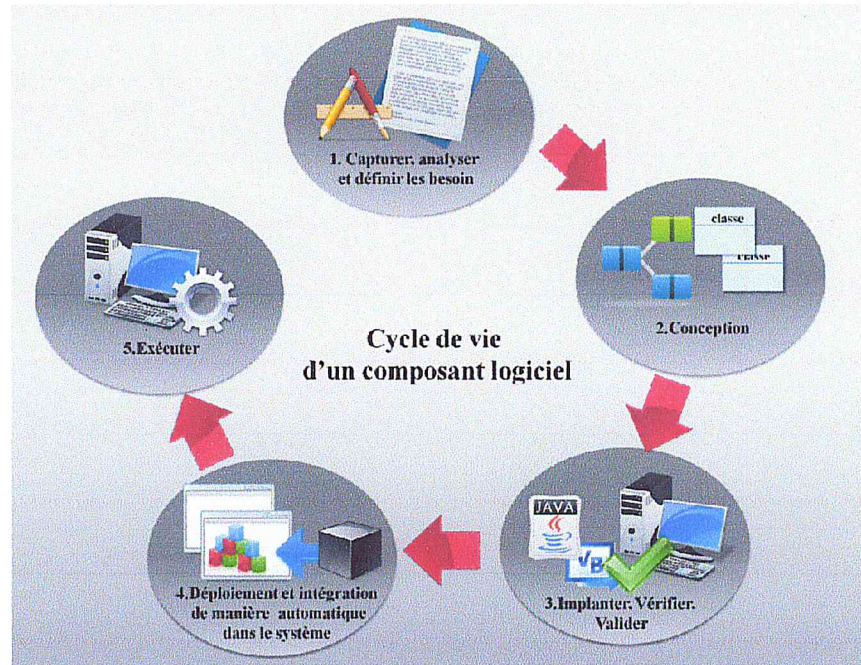 1. Capturer, analyser
et définir les besoin
classe
classe
2.Conception
JAVA
VB
3.Implanter, Vérifier,
Valider
4.Déploiement et intégration
de manière automatique
dans le système
5.Exécuter
Cycle de vie
d'un composant logiciel